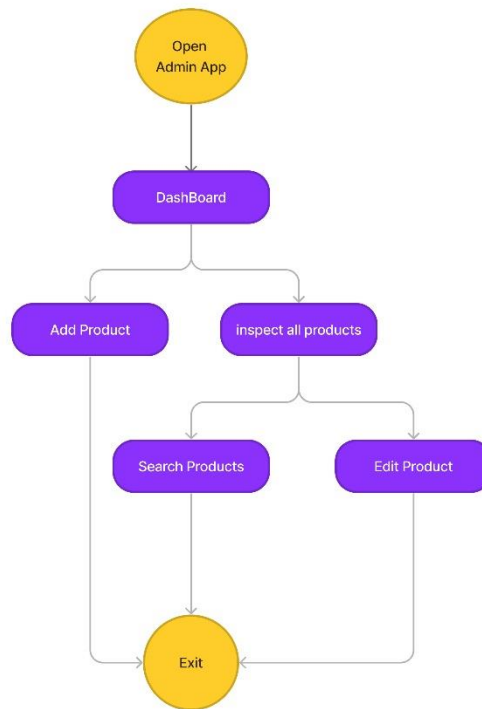 Open
Admin App
DashBoard
Add Product
inspect all products
Search Products
Edit Product
Exit